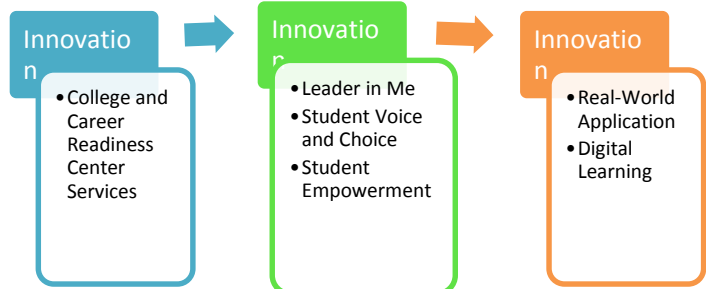 Innovatio
n
• College and
Career
Readiness
Center
Services
Innovatio
n
• Leader in Me
• Student Voice
and Choice
• Student
Empowerment
Innovatio
n
• Real-World
Application
• Digital
Learning